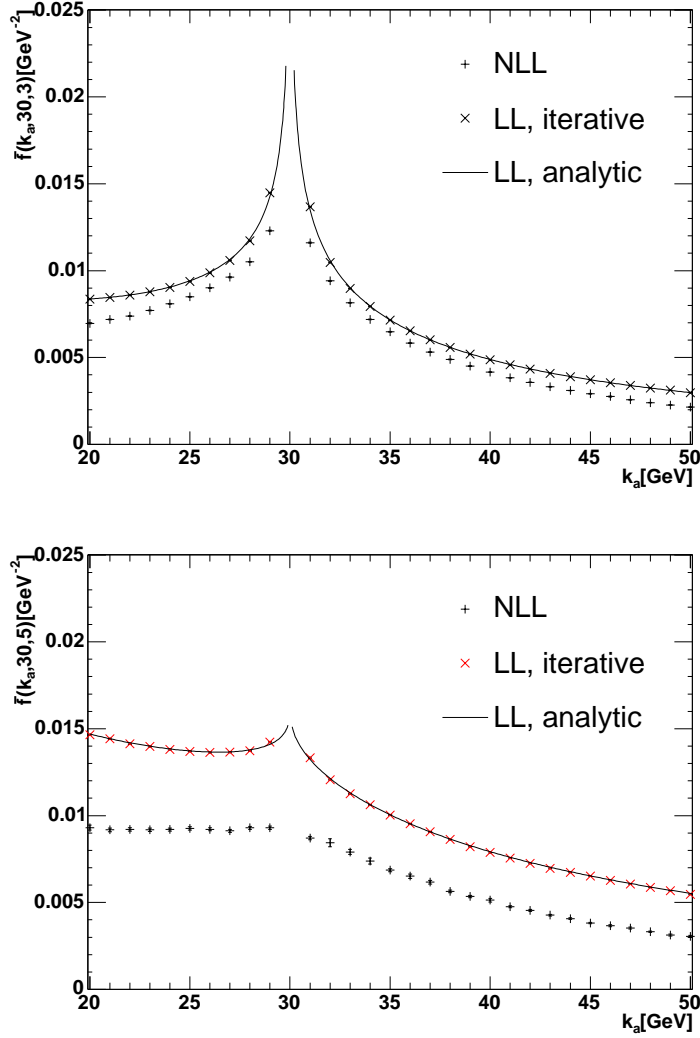 f̄(k_a,30,3)[GeV^-2]
0.025
0.02
0.015
0.01
0.005
0
NLL
LL, iterative
LL, analytic
20 25 30 35 40 45 50
k_a[GeV]
f̄(k_a,30,5)[GeV^-2]
0.025
0.02
0.015
0.01
0.005
0
NLL
LL, iterative
LL, analytic
20 25 30 35 40 45 50
k_a[GeV]